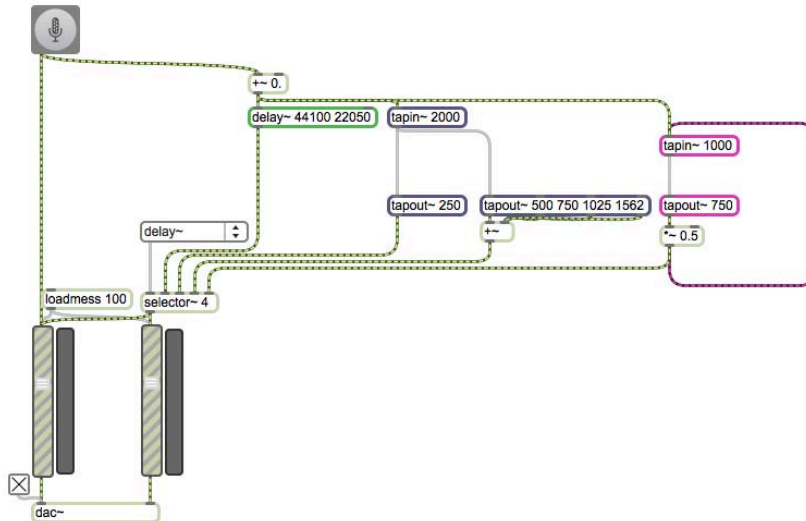 +~ 0.
delay~ 44100 22050
tapin~ 2000
tapin~ 1000
tapout~ 250
tapout~ 500 750 1025 1562
tapout~ 750
delay~
+~
*~ 0.5
loadmess 100
selector~ 4
dac~